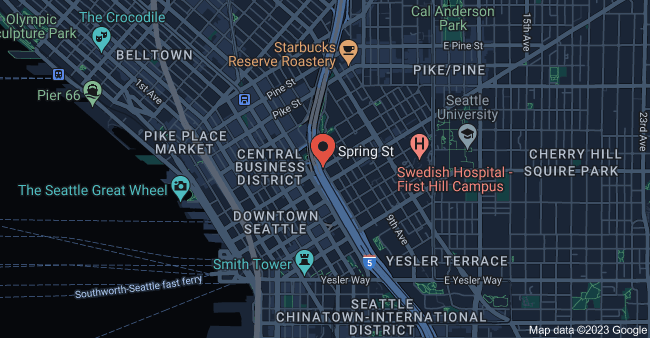 Olympic
culpture Park
The Crocodile
BELLTOWN
Cal Anderson
Park
15th Ave
E Pine St
Starbucks
Reserve Roastery
PIKE/PINE
1st Ave
Pine St
Pike St
Pier 66
Seattle
University
23rd Ave
PIKE PLACE
MARKET
CENTRAL
BUSINESS
DISTRICT
Spring St
H
Swedish Hospital -
First Hill Campus
CHERRY HILL
SQUIRE PARK
The Seattle Great Wheel
DOWNTOWN
SEATTLE
9th Ave
Smith Tower
5
YESLER TERRACE
Yesler Way
E Yesler Way
Southworth-Seattle fast ferry
SEATTLE
CHINATOWN-INTERNATIONAL
DISTRICT
Map data ©2023 Google